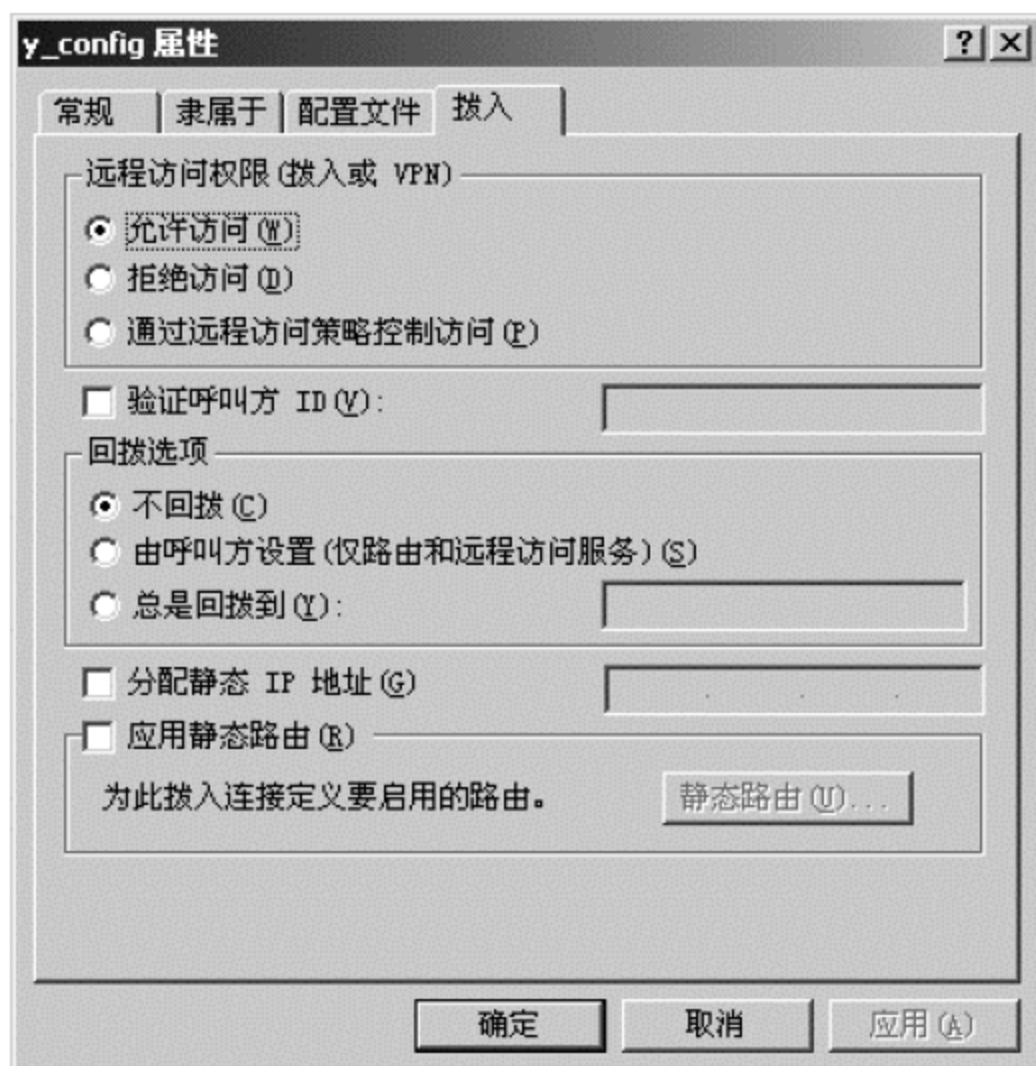 y_config 属性
常规 隶属于 配置文件 拨入
远程访问权限(拨入或 VPN)
允许访问(W)
拒绝访问(D)
通过远程访问策略控制访问(P)
验证呼叫方 ID(V):
回拨选项
不回拨(C)
由呼叫方设置(仅路由和远程访问服务)(S)
总是回拨到(Y):
分配静态 IP 地址(G)
应用静态路由(R)
为此拨入连接定义要启用的路由。 静态路由(U)...
确定 取消 应用(A)